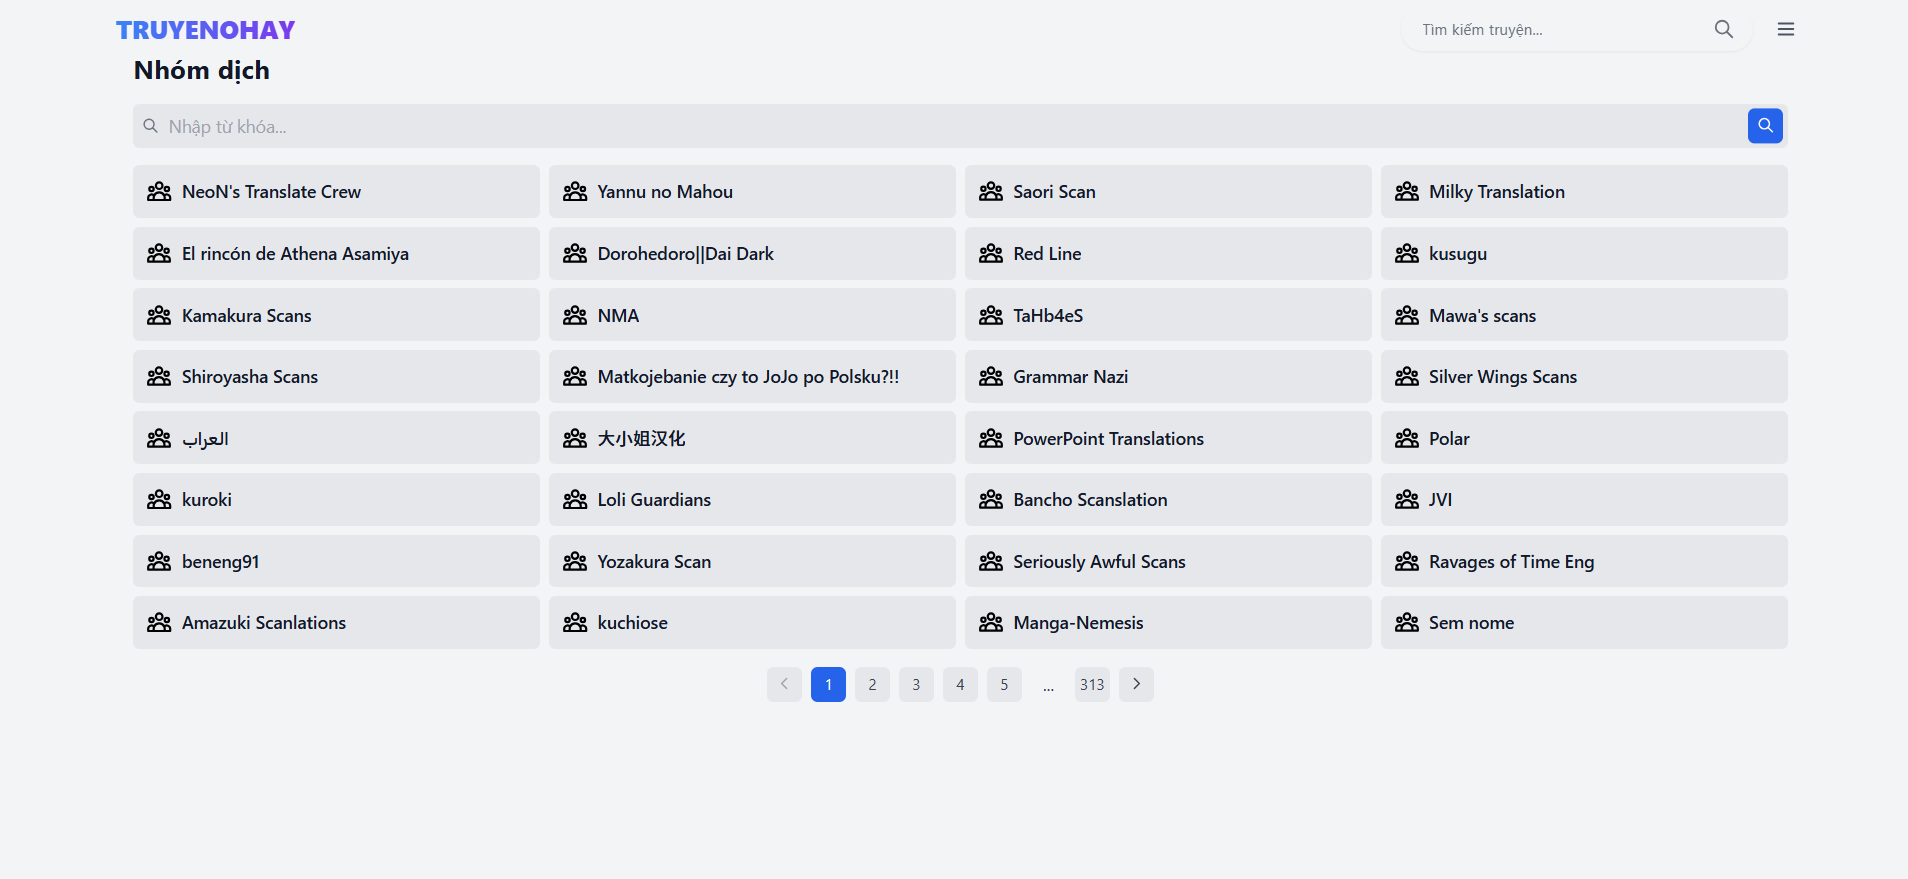 TRUYENOHAY
Tìm kiếm truyện...
Nhóm dịch
Nhập từ khóa...
NeoN's Translate Crew
Yannu no Mahou
Saori Scan
Milky Translation
El rincón de Athena Asamiya
Dorohedoro||Dai Dark
Red Line
kusugu
Kamakura Scans
NMA
TaHb4eS
Mawa's scans
Shiroyasha Scans
Matkojebanie czy to JoJo po Polsku?!!
Grammar Nazi
Silver Wings Scans
العراب
大小姐汉化
PowerPoint Translations
Polar
kuroki
Loli Guardians
Bancho Scanslation
JVI
beneng91
Yozakura Scan
Seriously Awful Scans
Ravages of Time Eng
Amazuki Scanlations
kuchiose
Manga-Nemesis
Sem nome
1 2 3 4 5 ... 313